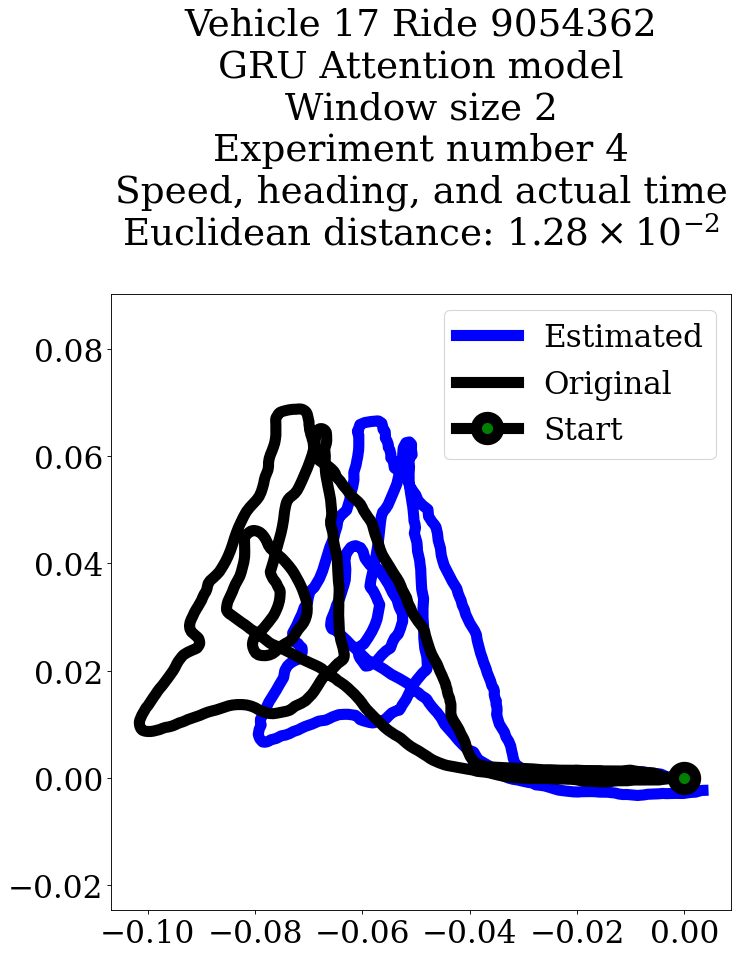 Vehicle 17 Ride 9054362
GRU Attention model
Window size 2
Experiment number 4
Speed, heading, and actual time
Euclidean distance: 1.28 × 10⁻²
Estimated
Original
Start
0.08
0.06
0.04
0.02
0.00
−0.02
−0.10 −0.08 −0.06 −0.04 −0.02 0.00